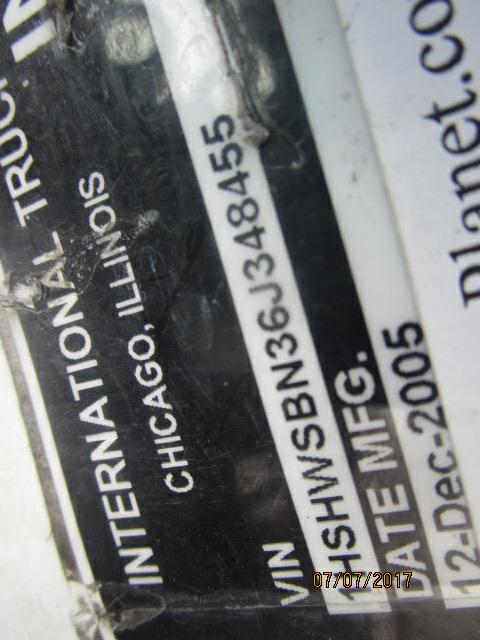 INTERNATIONAL TRUC
CHICAGO, ILLINOIS
VIN
1HSHWSBN36J348455
DATE MFG.
12-Dec-2005
Planet.co
07/07/2017